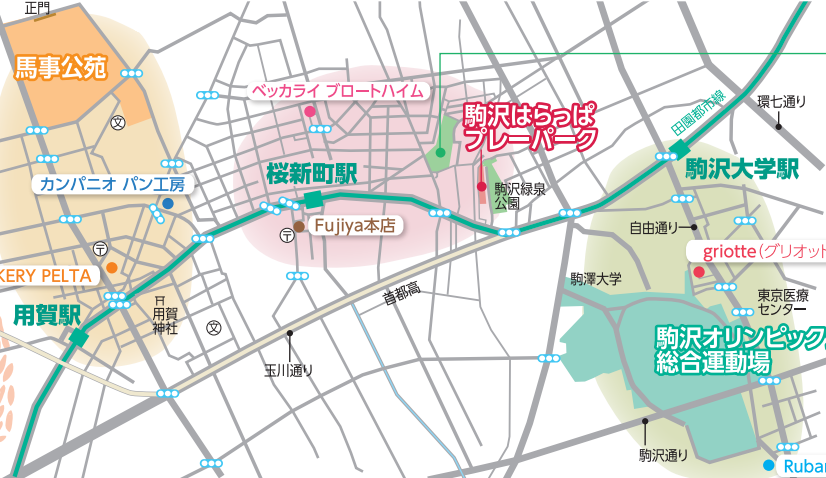 正門
馬事公苑
文
ベッカライ ブロートハイム
駒沢はらっぱ
プレーパーク
田園都市線
環七通り
カンパニオ パン工房
桜新町駅
駒沢緑泉
公園
駒沢大学駅
Fujiya本店
自由通り
griotte(グリオット
KERY PELTA
用賀駅
用賀
神社
文
首都高
駒澤大学
東京医療
センター
駒沢オリンピック
総合運動場
玉川通り
駒沢通り
Ruba